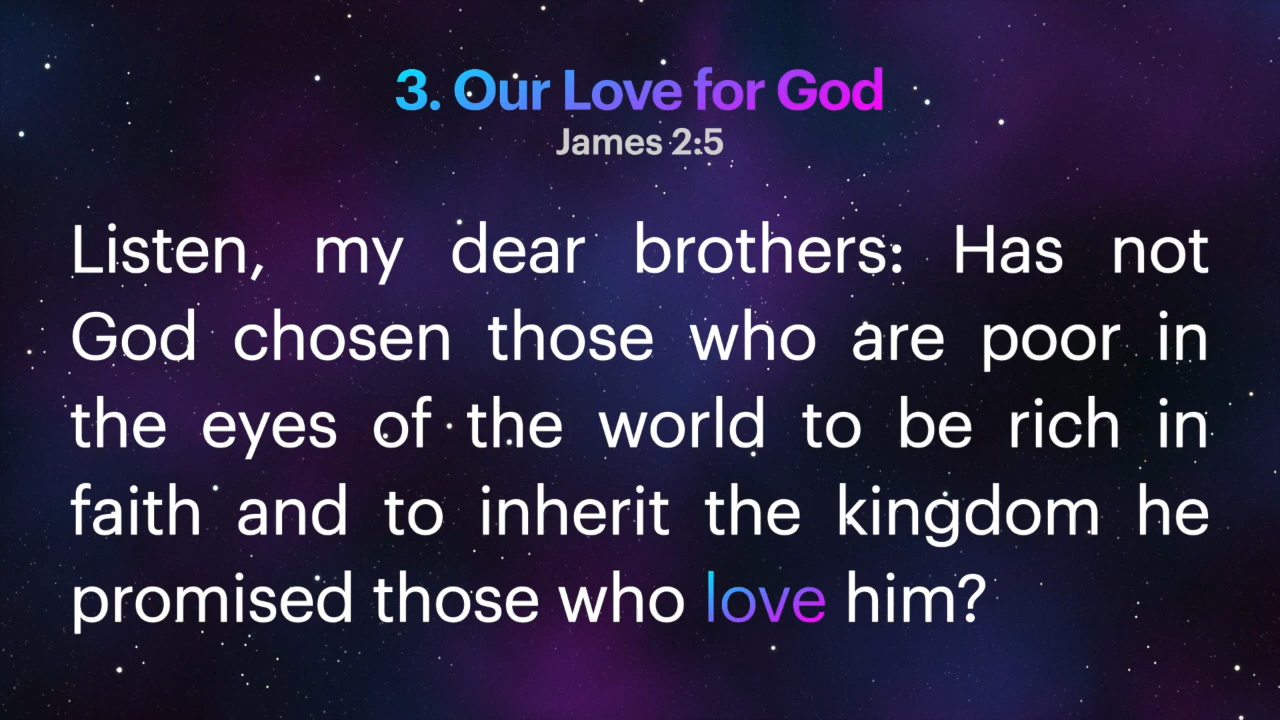 3. Our Love for God
James 2:5
Listen, my dear brothers: Has not
God chosen those who are poor in
the eyes of the world to be rich in
faith and to inherit the kingdom he
promised those who love him?